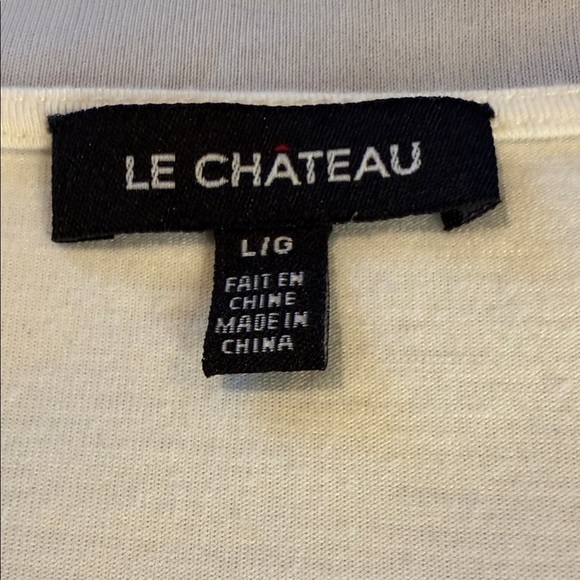 LE CHÂTEAU
L/G
FAIT EN
CHINE
MADE IN
CHINA